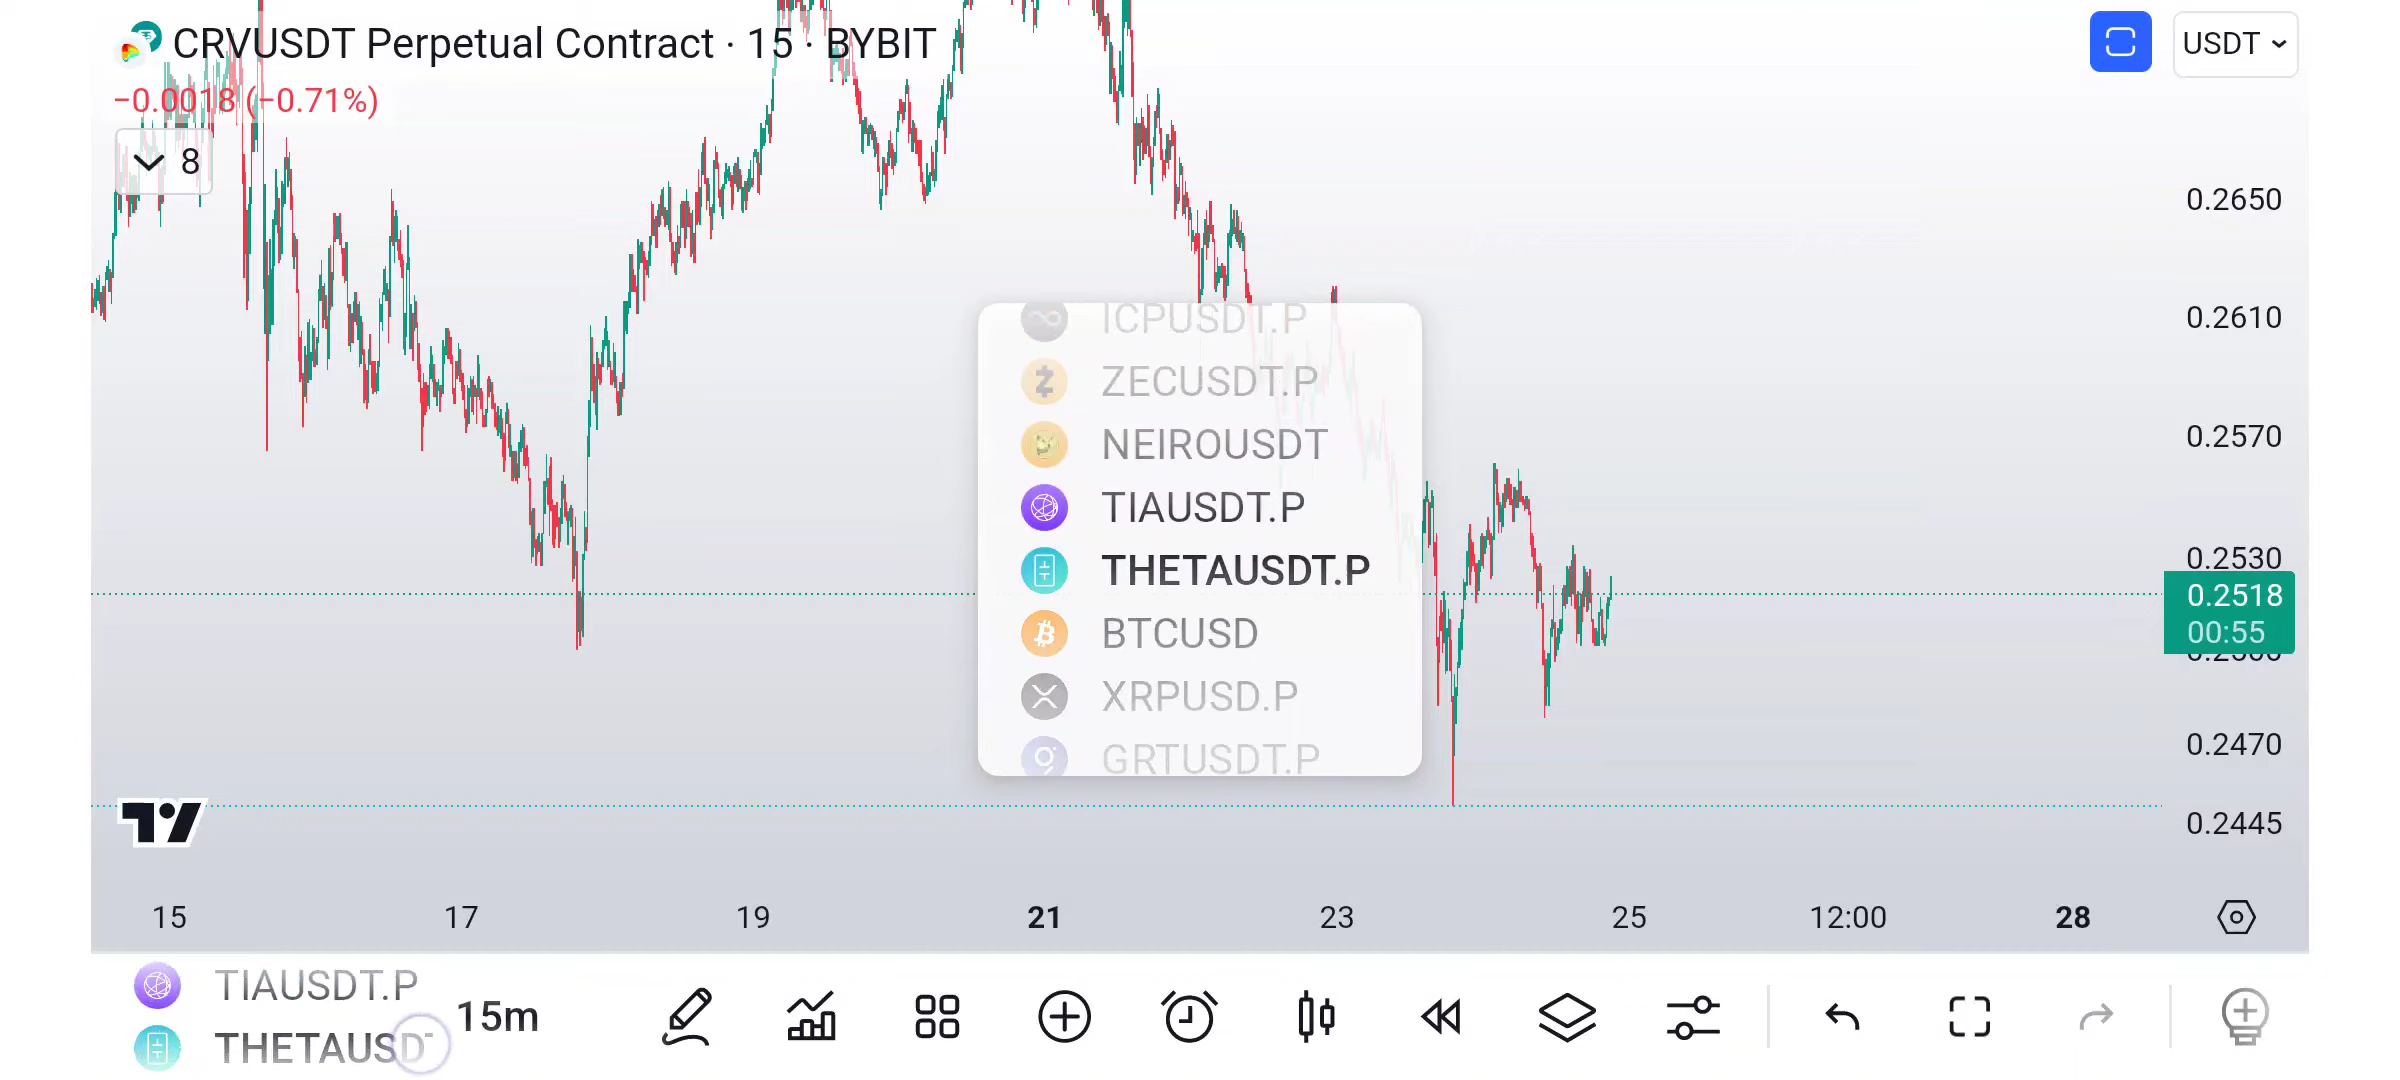 CRVUSDT Perpetual Contract · 15 · BYBIT
−0.0018 (−0.71%)
8
USDT
0.2650
0.2610
0.2570
0.2530
0.2518
00:55
0.2470
0.2445
ICPUSDT.P
ZECUSDT.P
NEIROUSDT
TIAUSDT.P
THETAUSDT.P
BTCUSD
XRPUSD.P
GRTUSDT.P
15 17 19 21 23 25 12:00 28
TIAUSDT.P
THETAUSDT
15m